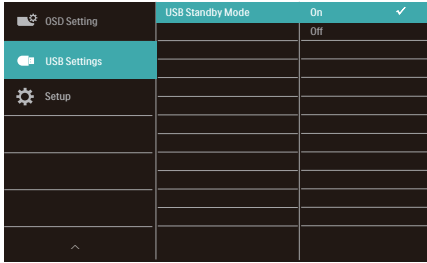 OSD Setting
USB Settings
Setup
USB Standby Mode
On
Off